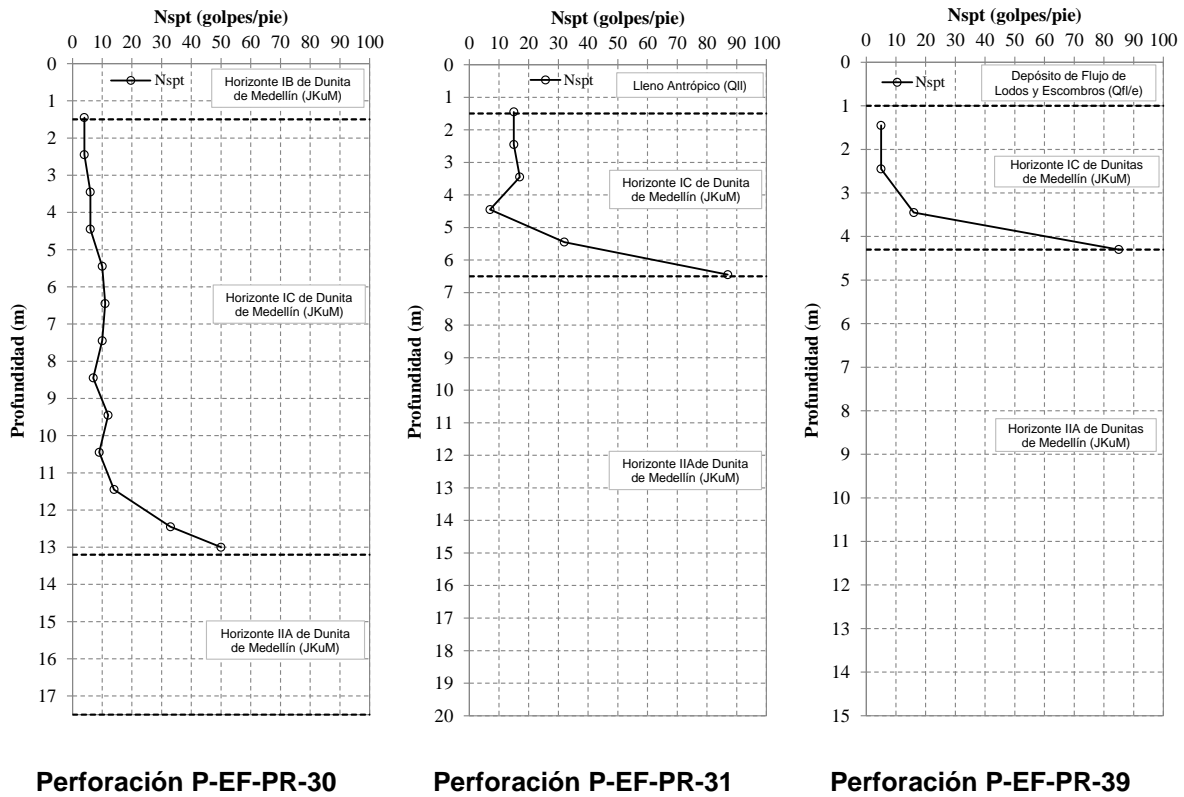 Nspt (golpes/pie)
0 10 20 30 40 50 60 70 80 90 100
Profundidad (m)
0
1
2
3
4
5
6
7
8
9
10
11
12
13
14
15
16
17
Nspt
Horizonte IB de Dunita
de Medellín (JKuM)
Horizonte IC de Dunita
de Medellín (JKuM)
Horizonte IIA de Dunita
de Medellín (JKuM)
Perforación P-EF-PR-30
Nspt (golpes/pie)
0 10 20 30 40 50 60 70 80 90 100
Profundidad (m)
0
1
2
3
4
5
6
7
8
9
10
11
12
13
14
15
16
17
18
19
20
Nspt
Lleno Antrópico (Qll)
Horizonte IC de Dunita
de Medellín (JKuM)
Horizonte IIAde Dunita
de Medellín (JKuM)
Perforación P-EF-PR-31
Nspt (golpes/pie)
0 10 20 30 40 50 60 70 80 90 100
Profundidad (m)
0
1
2
3
4
5
6
7
8
9
10
11
12
13
14
15
Nspt
Depósito de Flujo de
Lodos y Escombros (Qfl/e)
Horizonte IC de Dunitas
de Medellín (JKuM)
Horizonte IIA de Dunitas
de Medellín (JKuM)
Perforación P-EF-PR-39